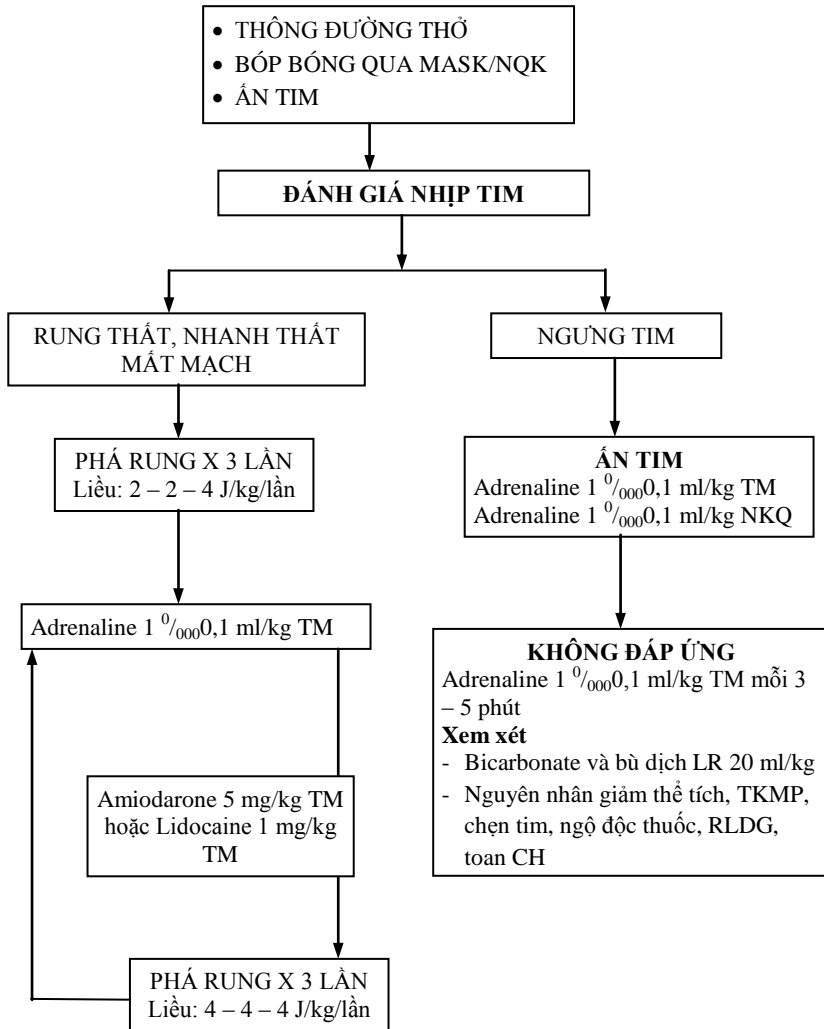 • THÔNG ĐƯỜNG THỞ
• BÓP BÓNG QUA MASK/NQK
• ẤN TIM
ĐÁNH GIÁ NHỊP TIM
RUNG THẤT, NHANH THẤT
MẤT MẠCH
PHÁ RUNG X 3 LẦN
Liều: 2 – 2 – 4 J/kg/lần
Adrenaline 1 ⁰/₀₀₀0,1 ml/kg TM
Amiodarone 5 mg/kg TM
hoặc Lidocaine 1 mg/kg
TM
PHÁ RUNG X 3 LẦN
Liều: 4 – 4 – 4 J/kg/lần
NGƯNG TIM
ẤN TIM
Adrenaline 1 ⁰/₀₀₀0,1 ml/kg TM
Adrenaline 1 ⁰/₀₀₀0,1 ml/kg NKQ
KHÔNG ĐÁP ỨNG
Adrenaline 1 ⁰/₀₀₀0,1 ml/kg TM mỗi 3
– 5 phút
Xem xét
- Bicarbonate và bù dịch LR 20 ml/kg
- Nguyên nhân giảm thể tích, TKMP,
chẹn tim, ngộ độc thuốc, RLDG,
toan CH